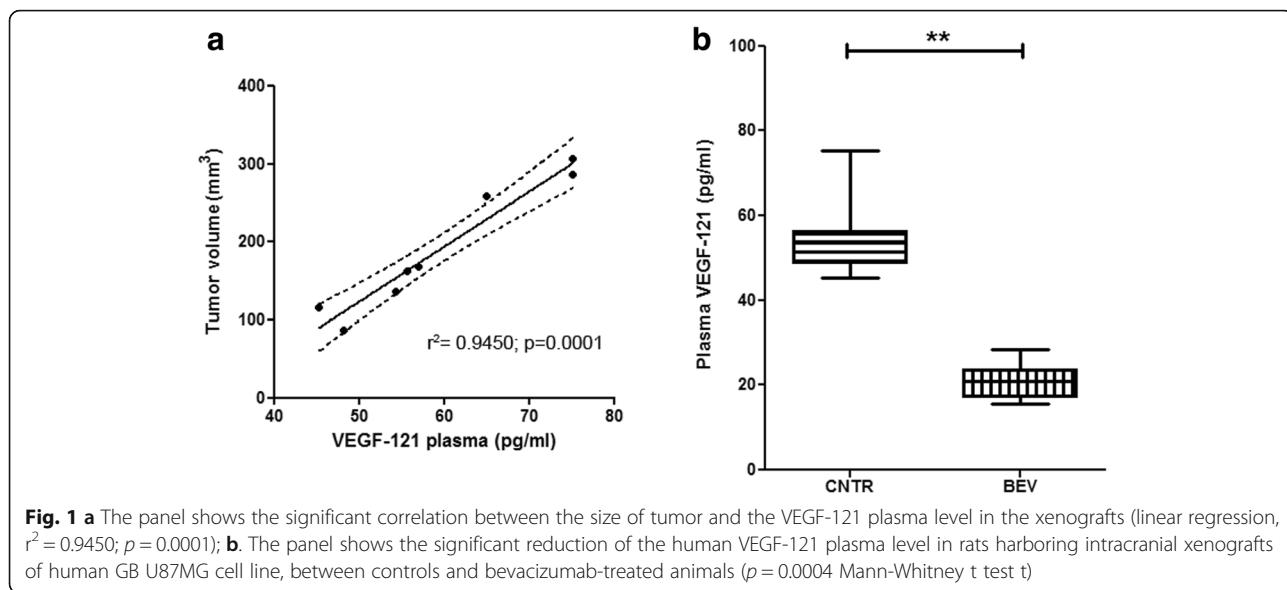 a
400
300
200
100
0
Tumor volume (mm³)
40 50 60 70 80
VEGF-121 plasma (pg/ml)
r²= 0.9450; p=0.0001
b
**
100
80
60
40
20
0
Plasma VEGF-121 (pg/ml)
CNTR BEV
Fig. 1 a The panel shows the significant correlation between the size of tumor and the VEGF-121 plasma level in the xenografts (linear regression,
r² = 0.9450; p = 0.0001); b. The panel shows the significant reduction of the human VEGF-121 plasma level in rats harboring intracranial xenografts
of human GB U87MG cell line, between controls and bevacizumab-treated animals (p = 0.0004 Mann-Whitney t test t)